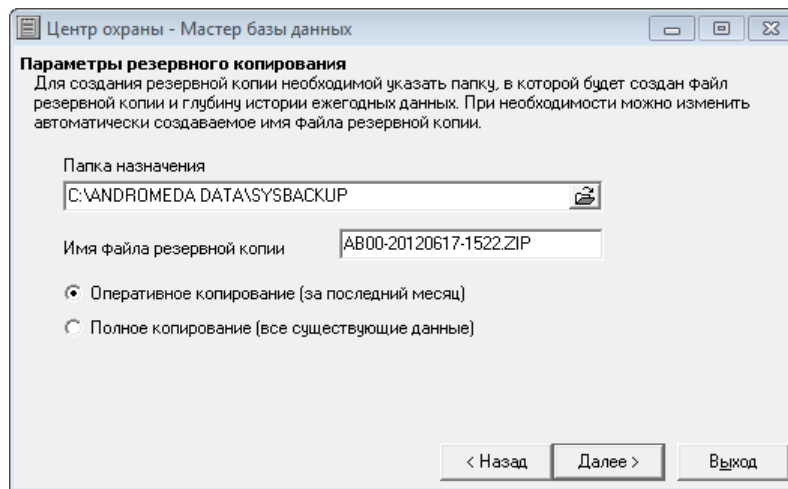 Центр охраны - Мастер базы данных
Параметры резервного копирования
Для создания резервной копии необходимой указать папку, в которой будет создан файл
резервной копии и глубину истории ежегодных данных. При необходимости можно изменить
автоматически создаваемое имя файла резервной копии.
Папка назначения
C:\ANDROMEDA DATA\SYSBACKUP
Имя файла резервной копии
AB00-20120617-1522.ZIP
Оперативное копирование (за последний месяц)
Полное копирование (все существующие данные)
< Назад
Далее >
Выход